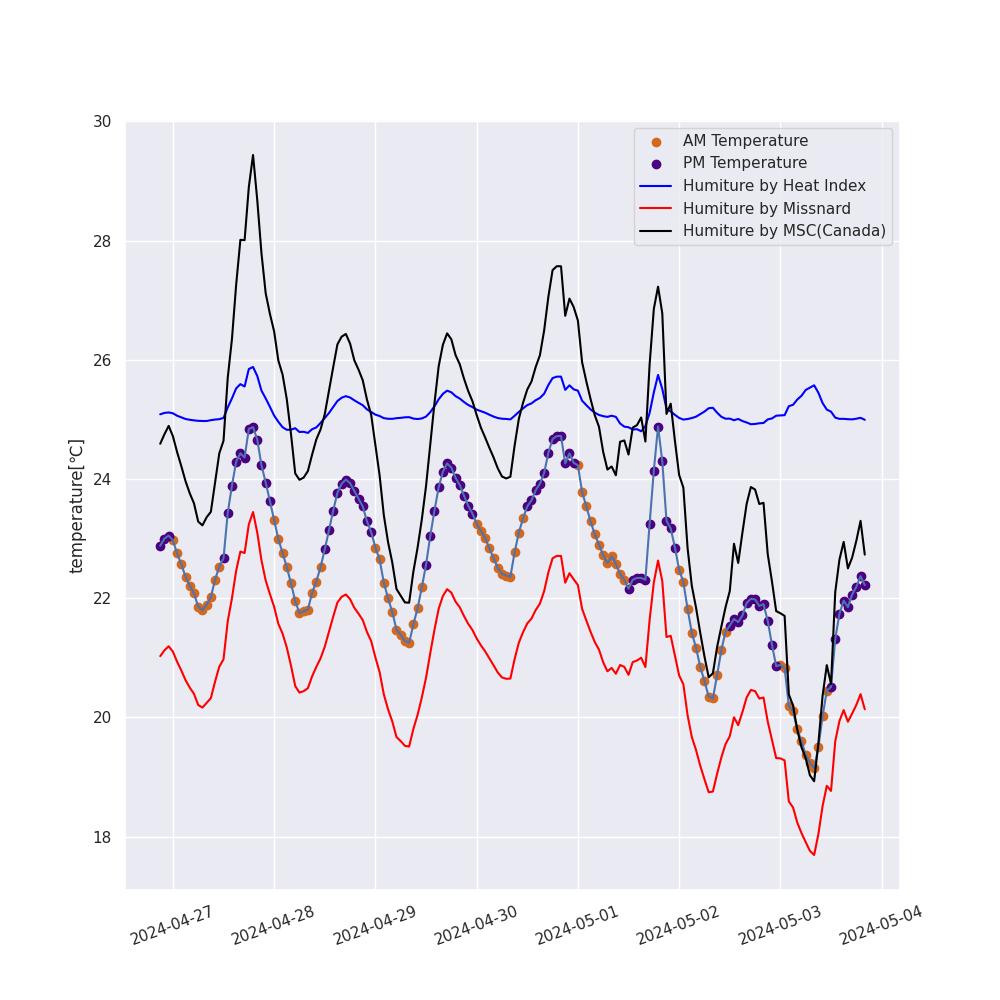 30
28
26
24
22
20
18
temperature[℃]
AM Temperature
PM Temperature
Humiture by Heat Index
Humiture by Missnard
Humiture by MSC(Canada)
2024-04-27
2024-04-28
2024-04-29
2024-04-30
2024-05-01
2024-05-02
2024-05-03
2024-05-04